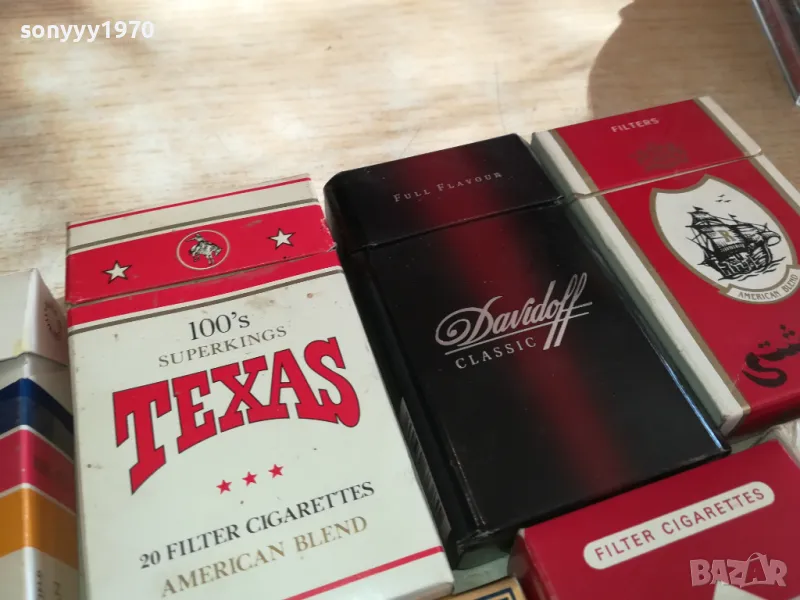 sonyyy1970
FILTERS
FULL FLAVOUR
100's
SUPERKINGS
TEXAS
20 FILTER CIGARETTES
AMERICAN BLEND
Davidoff
CLASSIC
AMERICAN BLEND
FILTER CIGARETTES
BAZAR